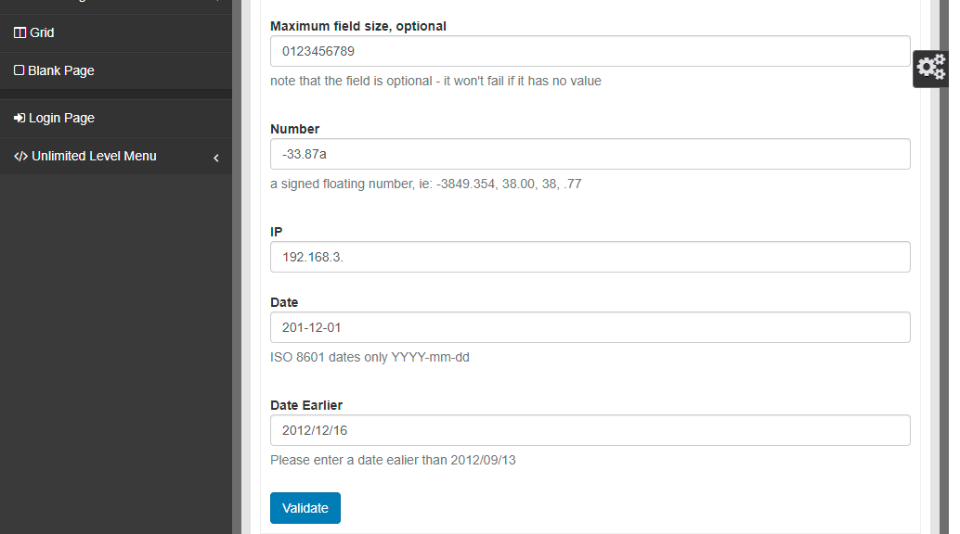 Grid
Blank Page
Login Page
</> Unlimited Level Menu
Maximum field size, optional
0123456789
note that the field is optional - it won't fail if it has no value
Number
-33.87a
a signed floating number, ie: -3849.354, 38.00, 38, .77
IP
192.168.3.
Date
201-12-01
ISO 8601 dates only YYYY-mm-dd
Date Earlier
2012/12/16
Please enter a date ealier than 2012/09/13
Validate